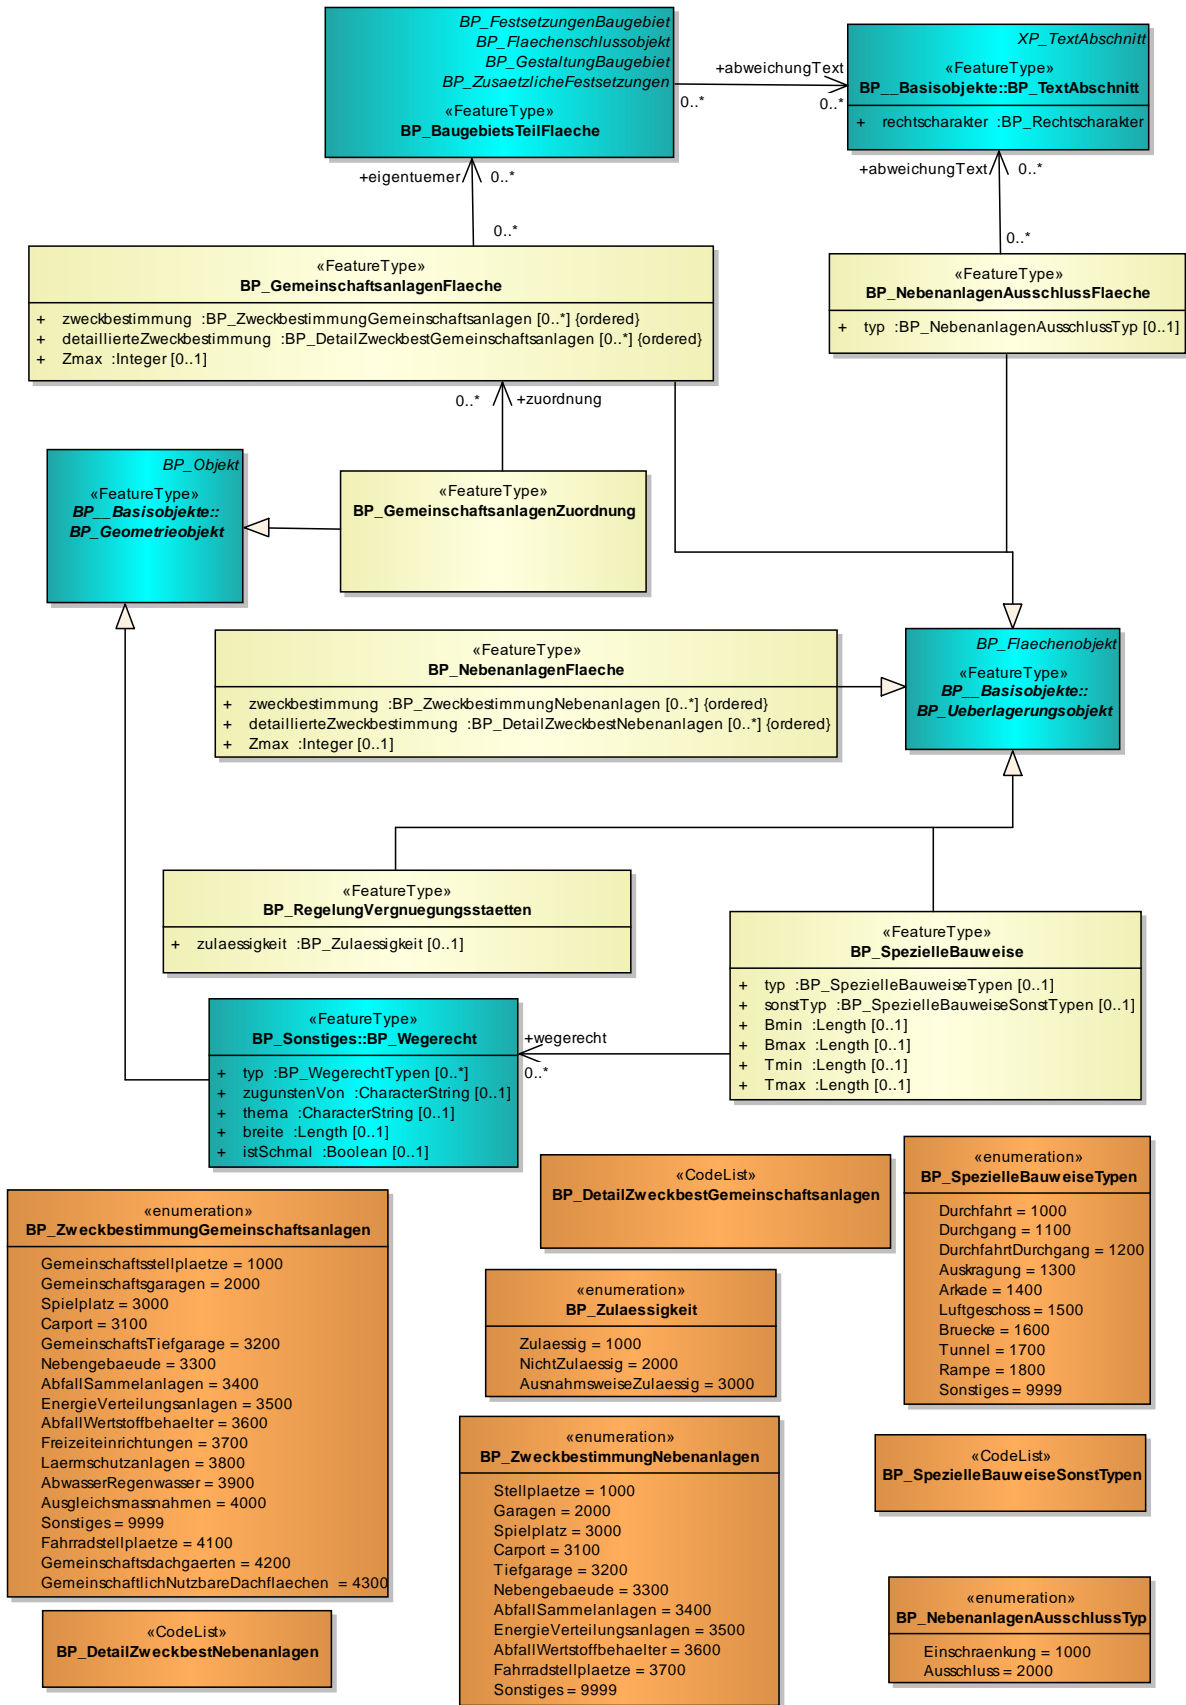 BP_FestsetzungenBaugebiet
BP_Flaechenschlussobjekt
BP_GestaltungBaugebiet
BP_ZusaetzlicheFestsetzungen
«FeatureType»
BP_BaugebietsTeilFlaeche
+abweichungText
0..*
0..*
XP_TextAbschnitt
«FeatureType»
BP__Basisobjekte::BP_TextAbschnitt
+ rechtscharakter :BP_Rechtscharakter
+eigentuemer
0..*
0..*
+abweichungText
0..*
0..*
«FeatureType»
BP_GemeinschaftsanlagenFlaeche
+ zweckbestimmung :BP_ZweckbestimmungGemeinschaftsanlagen [0..*] {ordered}
+ detaillierteZweckbestimmung :BP_DetailZweckbestGemeinschaftsanlagen [0..*] {ordered}
+ Zmax :Integer [0..1]
«FeatureType»
BP_NebenanlagenAusschlussFlaeche
+ typ :BP_NebenanlagenAusschlussTyp [0..1]
0..*
+zuordnung
BP_Objekt
«FeatureType»
BP__Basisobjekte::
BP_Geometrieobjekt
«FeatureType»
BP_GemeinschaftsanlagenZuordnung
«FeatureType»
BP_NebenanlagenFlaeche
+ zweckbestimmung :BP_ZweckbestimmungNebenanlagen [0..*] {ordered}
+ detaillierteZweckbestimmung :BP_DetailZweckbestNebenanlagen [0..*] {ordered}
+ Zmax :Integer [0..1]
BP_Flaechenobjekt
«FeatureType»
BP__Basisobjekte::
BP_Ueberlagerungsobjekt
«FeatureType»
BP_RegelungVergnuegungsstaetten
+ zulaessigkeit :BP_Zulaessigkeit [0..1]
«FeatureType»
BP_SpezielleBauweise
+ typ :BP_SpezielleBauweiseTypen [0..1]
+ sonstTyp :BP_SpezielleBauweiseSonstTypen [0..1]
+ Bmin :Length [0..1]
+ Bmax :Length [0..1]
+ Tmin :Length [0..1]
+ Tmax :Length [0..1]
«FeatureType»
BP_Sonstiges::BP_Wegerecht
+ typ :BP_WegerechtTypen [0..*]
+ zugunstenVon :CharacterString [0..1]
+ thema :CharacterString [0..1]
+ breite :Length [0..1]
+ istSchmal :Boolean [0..1]
+wegerecht
0..*
«enumeration»
BP_ZweckbestimmungGemeinschaftsanlagen
Gemeinschaftsstellplaetze = 1000
Gemeinschaftsgaragen = 2000
Spielplatz = 3000
Carport = 3100
GemeinschaftsTiefgarage = 3200
Nebengebaeude = 3300
AbfallSammelanlagen = 3400
EnergieVerteilungsanlagen = 3500
AbfallWertstoffbehaelter = 3600
Freizeiteinrichtungen = 3700
Laermschutzanlagen = 3800
AbwasserRegenwasser = 3900
Ausgleichsmassnahmen = 4000
Sonstiges = 9999
Fahrradstellplaetze = 4100
Gemeinschaftsdachgaerten = 4200
GemeinschaftlichNutzbareDachflaechen = 4300
«CodeList»
BP_DetailZweckbestNebenanlagen
«CodeList»
BP_DetailZweckbestGemeinschaftsanlagen
«enumeration»
BP_Zulaessigkeit
Zulaessig = 1000
NichtZulaessig = 2000
AusnahmsweiseZulaessig = 3000
«enumeration»
BP_ZweckbestimmungNebenanlagen
Stellplaetze = 1000
Garagen = 2000
Spielplatz = 3000
Carport = 3100
Tiefgarage = 3200
Nebengebaeude = 3300
AbfallSammelanlagen = 3400
EnergieVerteilungsanlagen = 3500
AbfallWertstoffbehaelter = 3600
Fahrradstellplaetze = 3700
Sonstiges = 9999
«enumeration»
BP_SpezielleBauweiseTypen
Durchfahrt = 1000
Durchgang = 1100
DurchfahrtDurchgang = 1200
Auskragung = 1300
Arkade = 1400
Luftgeschoss = 1500
Bruecke = 1600
Tunnel = 1700
Rampe = 1800
Sonstiges = 9999
«CodeList»
BP_SpezielleBauweiseSonstTypen
«enumeration»
BP_NebenanlagenAusschlussTyp
Einschraenkung = 1000
Ausschluss = 2000